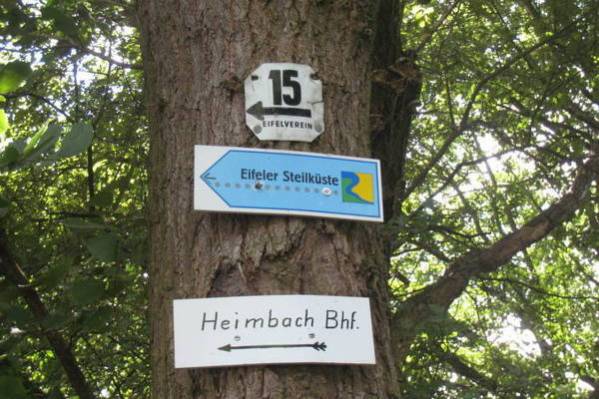 15
EIFELVEREIN
Eifeler Steilküste
Heimbach Bhf.